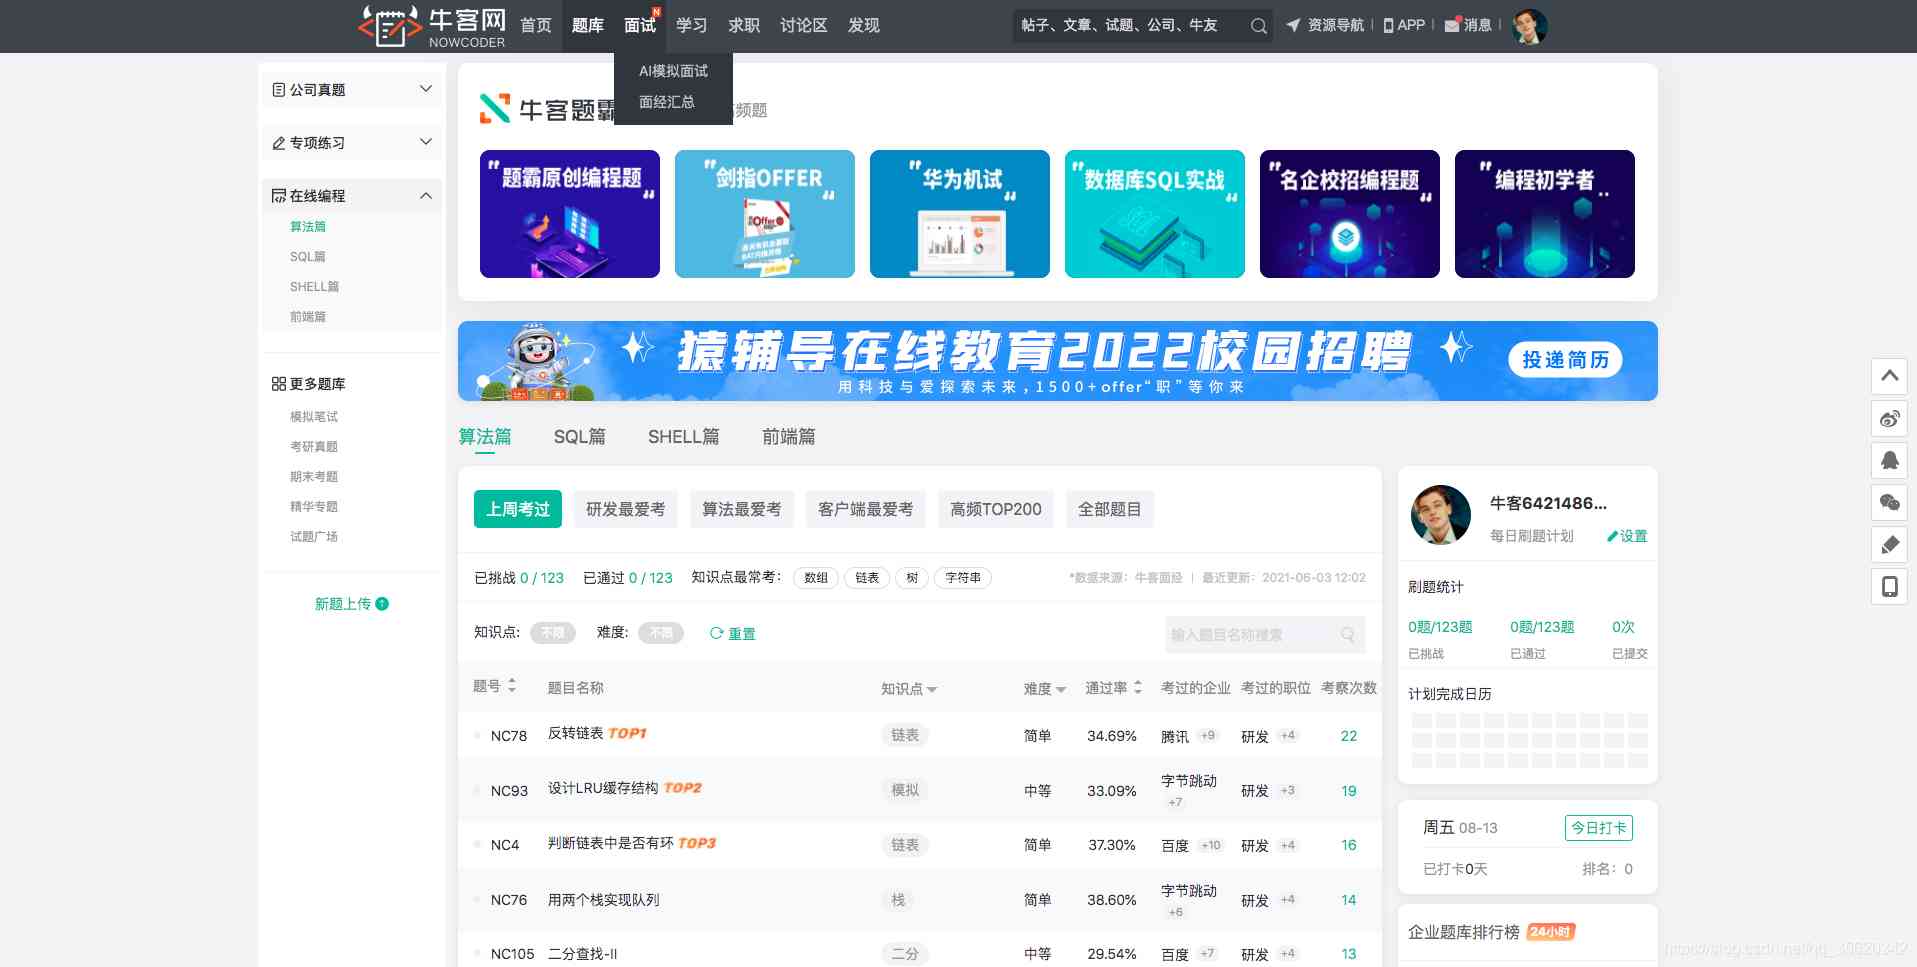 牛客网
NOWCODER
首页 题库 面试 N 学习 求职 讨论区 发现
帖子、文章、试题、公司、牛友
资源导航 APP 消息
AI模拟面试
面经汇总
公司真题
专项练习
在线编程
算法篇
SQL篇
SHELL篇
前端篇
更多题库
模拟笔试
考研真题
期末考题
精华专题
试题广场
新题上传
牛客题霸 频题
题霸原创编程题
剑指OFFER
华为机试
数据库SQL实战
名企校招编程题
编程初学者
猿辅导在线教育2022校园招聘
用科技与爱探索未来,1500+offer“职”等你来
投递简历
算法篇 SQL篇 SHELL篇 前端篇
上周考过 研发最爱考 算法最爱考 客户端最爱考 高频TOP200 全部题目
已挑战 0 / 123 已通过 0 / 123 知识点最常考: 数组 链表 树 字符串 *数据来源：牛客面经 | 最近更新：2021-06-03 12:02
知识点: 不限 难度: 不限 重置 输入题目名称搜索
题号 题目名称 知识点 难度 通过率 考过的企业 考过的职位 考察次数
NC78 反转链表 TOP1 链表 简单 34.69% 腾讯 +9 研发 +4 22
NC93 设计LRU缓存结构 TOP2 模拟 中等 33.09% 字节跳动 +7 研发 +3 19
NC4 判断链表中是否有环 TOP3 链表 简单 37.30% 百度 +10 研发 +4 16
NC76 用两个栈实现队列 栈 简单 38.60% 字节跳动 +6 研发 +4 14
NC105 二分查找-II 二分 中等 29.54% 百度 +7 研发 +4 13
牛客6421486...
每日刷题计划 设置
刷题统计
0题/123题 0题/123题 0次
已挑战 已通过 已提交
计划完成日历
周五 08-13 今日打卡
已打卡0天 排名：0
企业题库排行榜 24小时